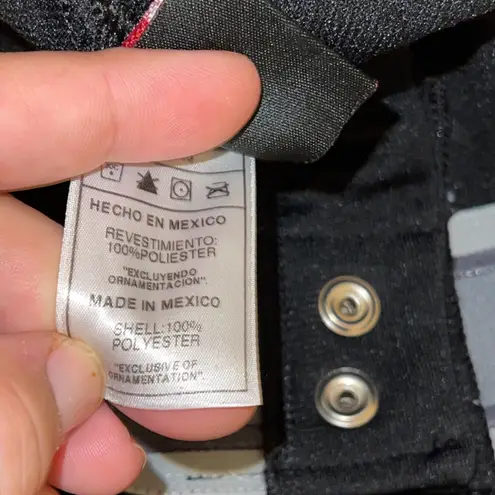 HECHO EN MEXICO
REVESTIMIENTO:
100%POLIESTER
"EXCLUYENDO
ORNAMENTACION".
MADE IN MEXICO
SHELL:100%
POLYESTER
"EXCLUSIVE OF
ORNAMENTATION".